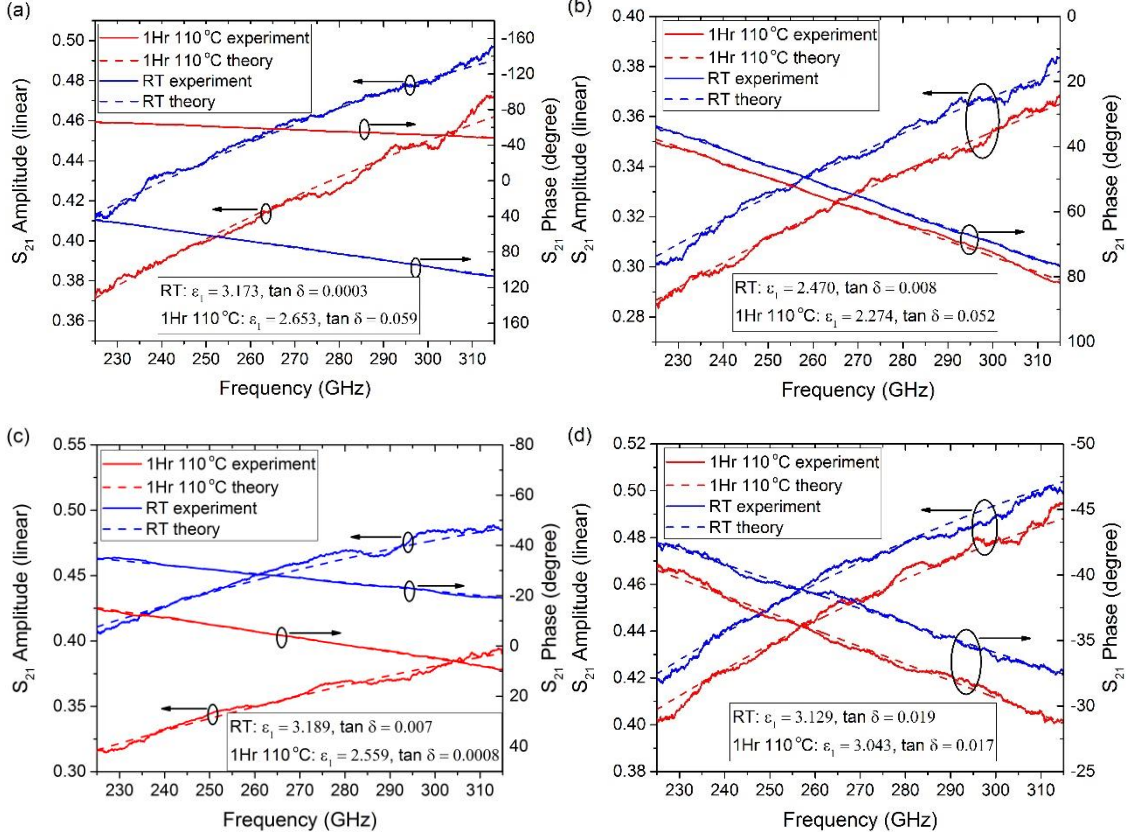 (a)
1Hr 110 °C experiment
1Hr 110 °C theory
RT experiment
RT theory
S21 Amplitude (linear)
0.50
0.48
0.46
0.44
0.42
0.40
0.38
0.36
-160
-120
-80
-40
0
40
80
120
160
S21 Phase (degree)
RT: ε1 = 3.173, tan δ = 0.0003
1Hr 110 °C: ε1 = 2.653, tan δ = 0.059
230 240 250 260 270 280 290 300 310
Frequency (GHz)
(b)
1Hr 110 °C experiment
1Hr 110 °C theory
RT experiment
RT theory
S21 Amplitude (linear)
0.40
0.38
0.36
0.34
0.32
0.30
0.28
0
20
40
60
80
100
S21 Phase (degree)
RT: ε1 = 2.470, tan δ = 0.008
1Hr 110 °C: ε1 = 2.274, tan δ = 0.052
230 240 250 260 270 280 290 300 310
Frequency (GHz)
(c)
1Hr 110 °C experiment
1Hr 110 °C theory
RT experiment
RT theory
S21 Amplitude (linear)
0.55
0.50
0.45
0.40
0.35
0.30
-80
-60
-40
-20
0
20
40
S21 Phase (degree)
RT: ε1 = 3.189, tan δ = 0.007
1Hr 110 °C: ε1 = 2.559, tan δ = 0.0008
230 240 250 260 270 280 290 300 310
Frequency (GHz)
(d)
1Hr 110 °C experiment
1Hr 110 °C theory
RT experiment
RT theory
S21 Amplitude (linear)
0.52
0.50
0.48
0.46
0.44
0.42
0.40
0.38
-50
-45
-40
-35
-30
-25
S21 Phase (degree)
RT: ε1 = 3.129, tan δ = 0.019
1Hr 110 °C: ε1 = 3.043, tan δ = 0.017
230 240 250 260 270 280 290 300 310
Frequency (GHz)